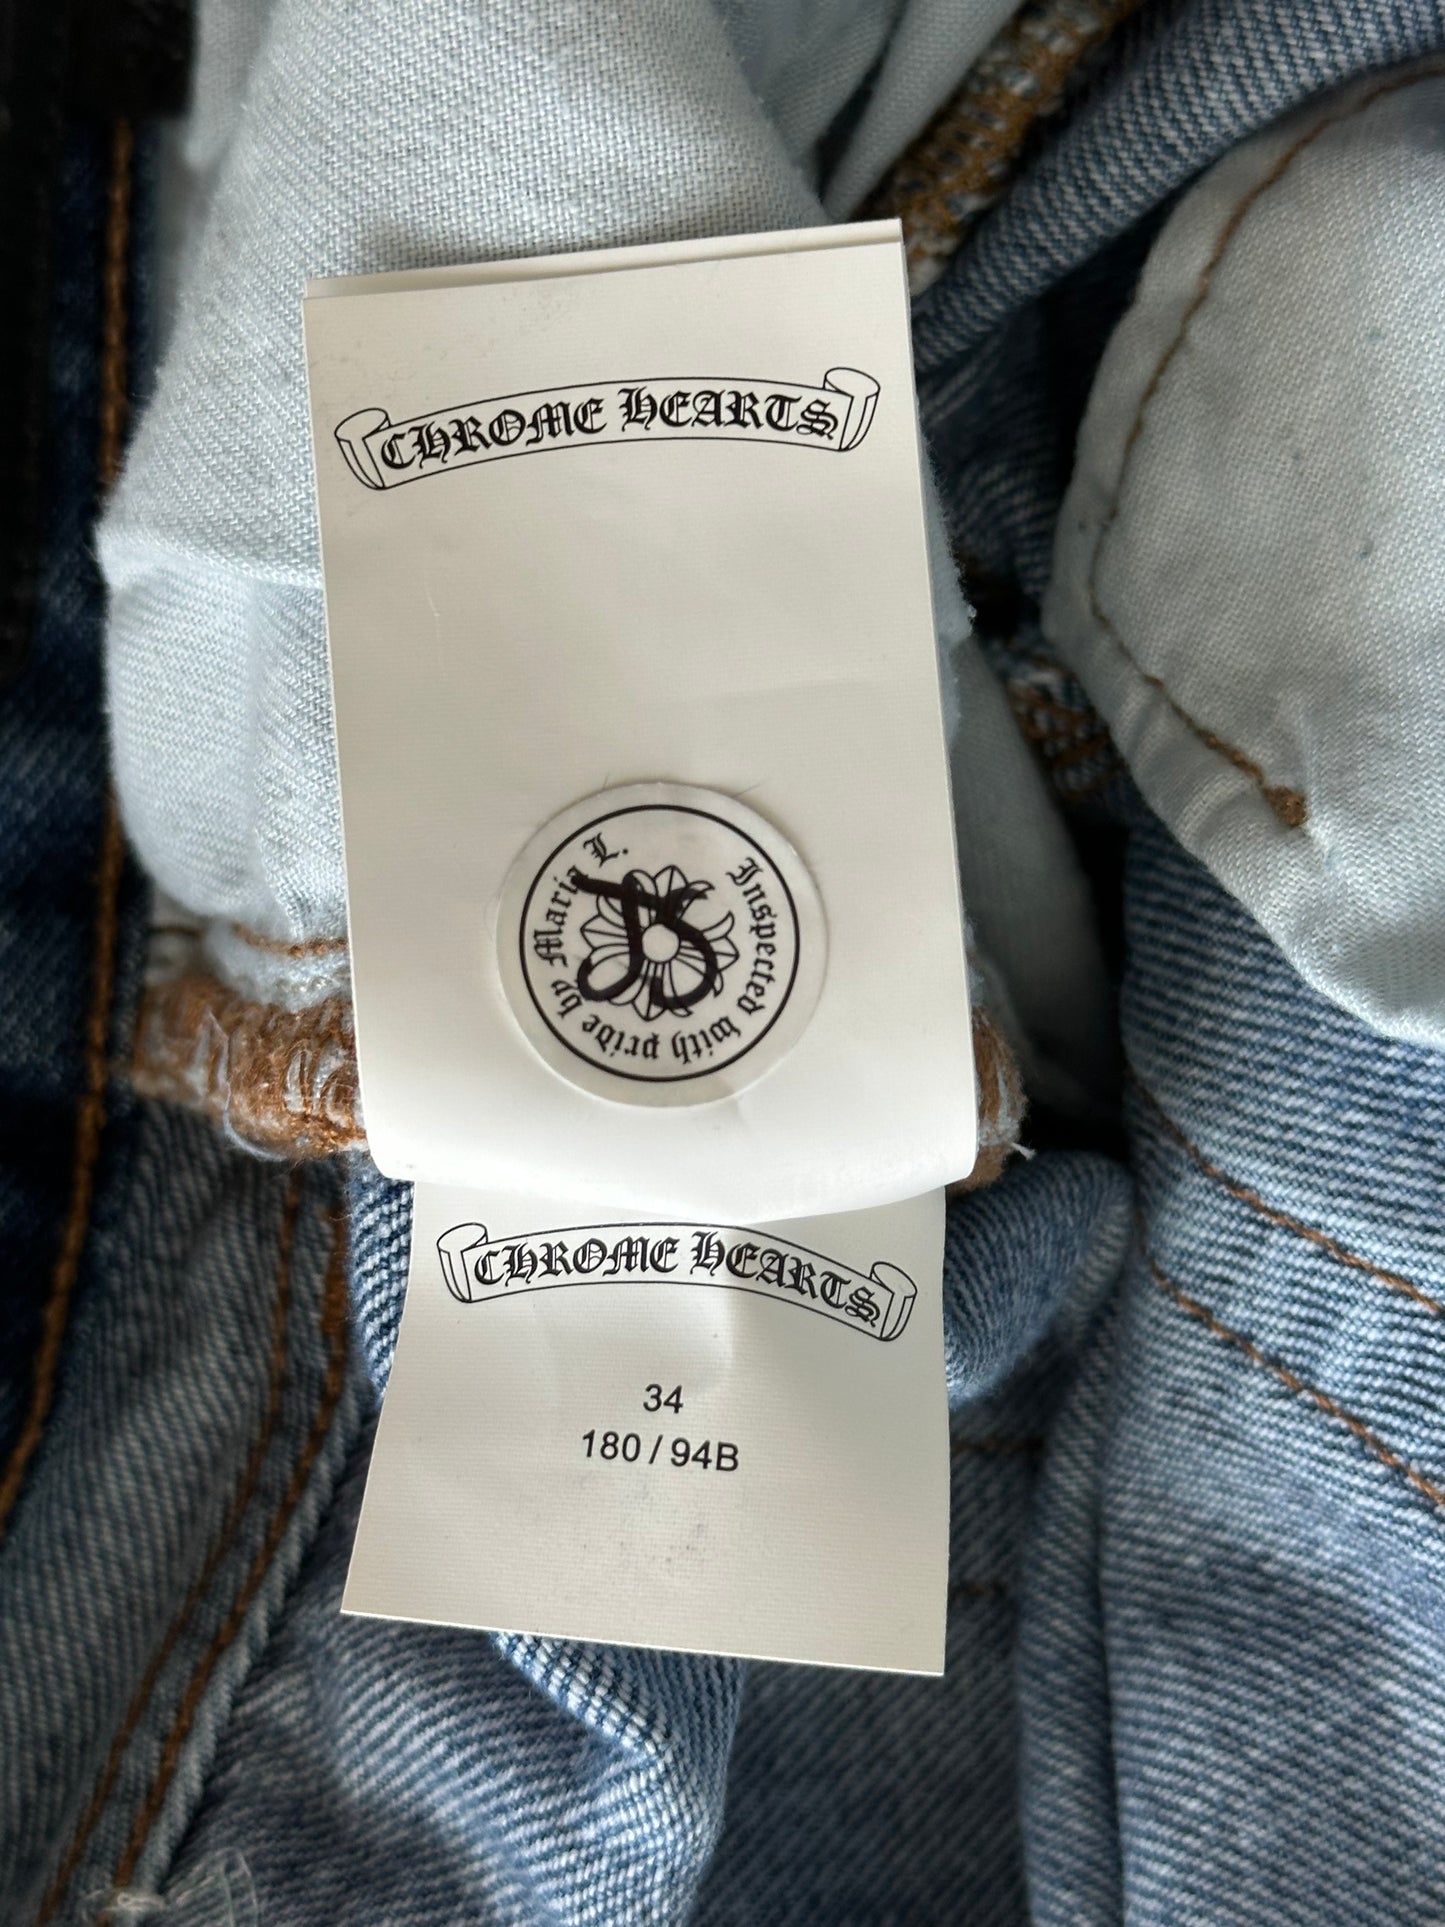 CHROME HEARTS
Inspected with pride by Maria L.
CHROME HEARTS
34
180 / 94B